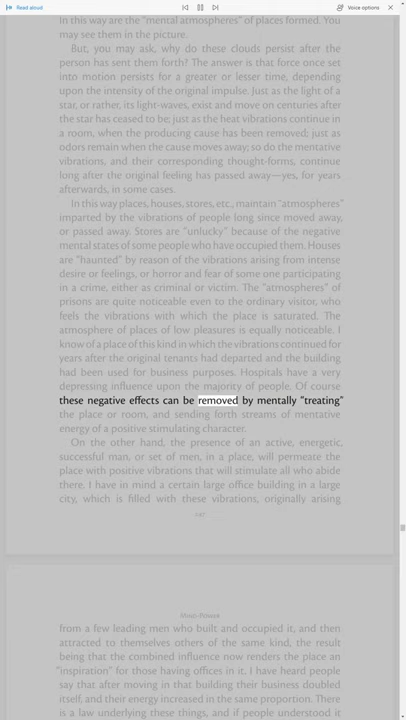 Read aloud
Voice options
in this way are the "mental atmospheres" of places formed. You
may see them in the picture.
But, you may ask, why do these clouds persist after the
person has sent them forth? The answer is that force once set
into motion persists for a greater or lesser time, depending
upon the intensity of the original impulse. Just as the light of a
star, or rather, its light-waves, exist and move on centuries after
the star has ceased to be; just as the heat vibrations continue in
a room, when the producing cause has been removed; just as
odors remain when the cause moves away; so do the mentative
vibrations, and their corresponding thought-forms, continue
long after the original feeling has passed away—yes, for years
afterwards, in some cases.
In this way places, houses, stores, etc., maintain "atmospheres"
imparted by the vibrations of people long since moved away,
or passed away. Stores are "unlucky" because of the negative
mental states of some people who have occupied them. Houses
are "haunted" by reason of the vibrations arising from intense
desire or feelings, or horror and fear of some one participating
in a crime, either as criminal or victim. The "atmospheres" of
prisons are quite noticeable even to the ordinary visitor, who
feels the vibrations with which the place is saturated. The
atmosphere of places of low pleasures is equally noticeable. I
know of a place of this kind in which the vibrations continued for
years after the original tenants had departed and the building
had been used for business purposes. Hospitals have a very
depressing influence upon the majority of people. Of course
these negative effects can be removed by mentally "treating"
the place or room, and sending forth streams of mentative
energy of a positive stimulating character.
On the other hand, the presence of an active, energetic,
successful man, or set of men, in a place, will permeate the
place with positive vibrations that will stimulate all who abide
there. I have in mind a certain large office building in a large
city, which is filled with these vibrations, originally arising
Mind-Power
from a few leading men who built and occupied it, and then
attracted to themselves others of the same kind, the result
being that the combined influence now renders the place an
"inspiration" for those having offices in it. I have heard people
say that after moving in that building their business doubled
itself, and their energy increased in the same proportion. There
is a law underlying these things, and if people understood it